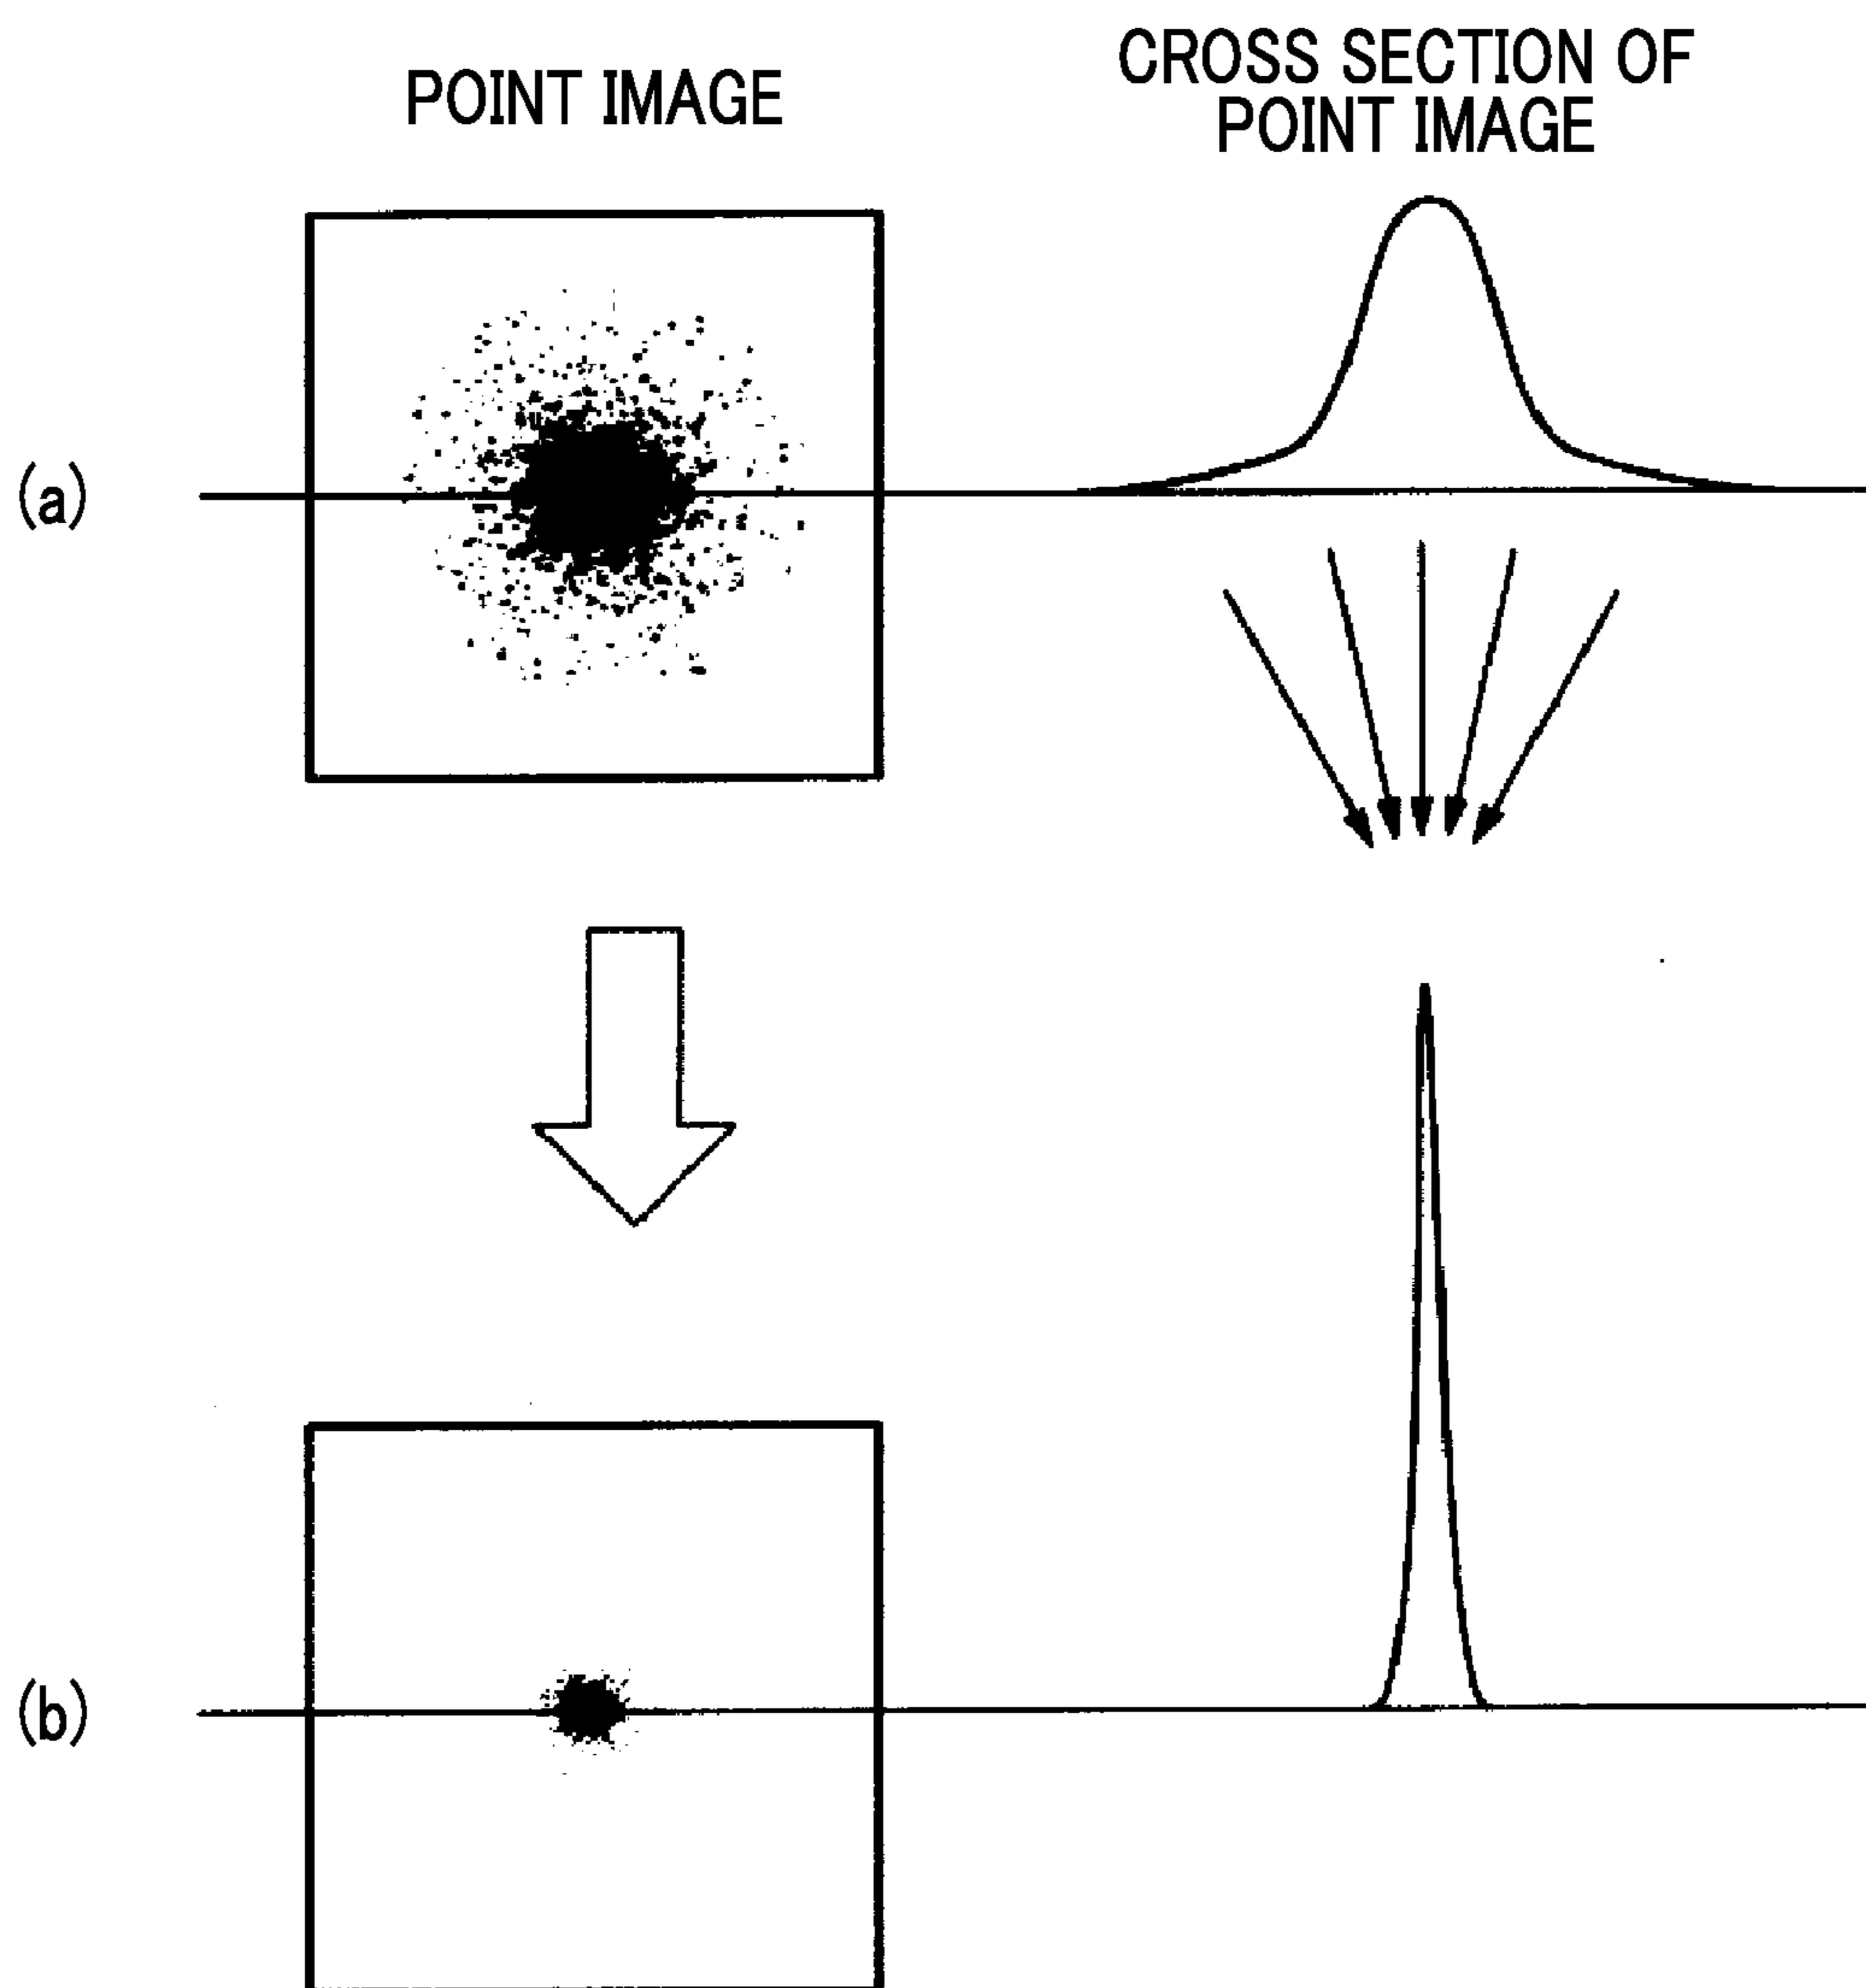 POINT IMAGE
CROSS SECTION OF
POINT IMAGE
(a)
(b)